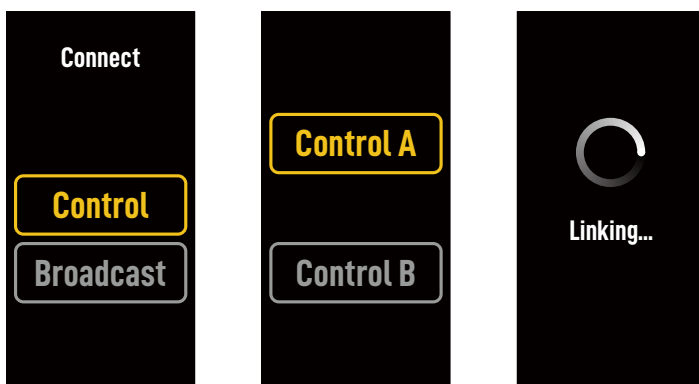 Connect
Control
Broadcast
Control A
Control B
Linking...